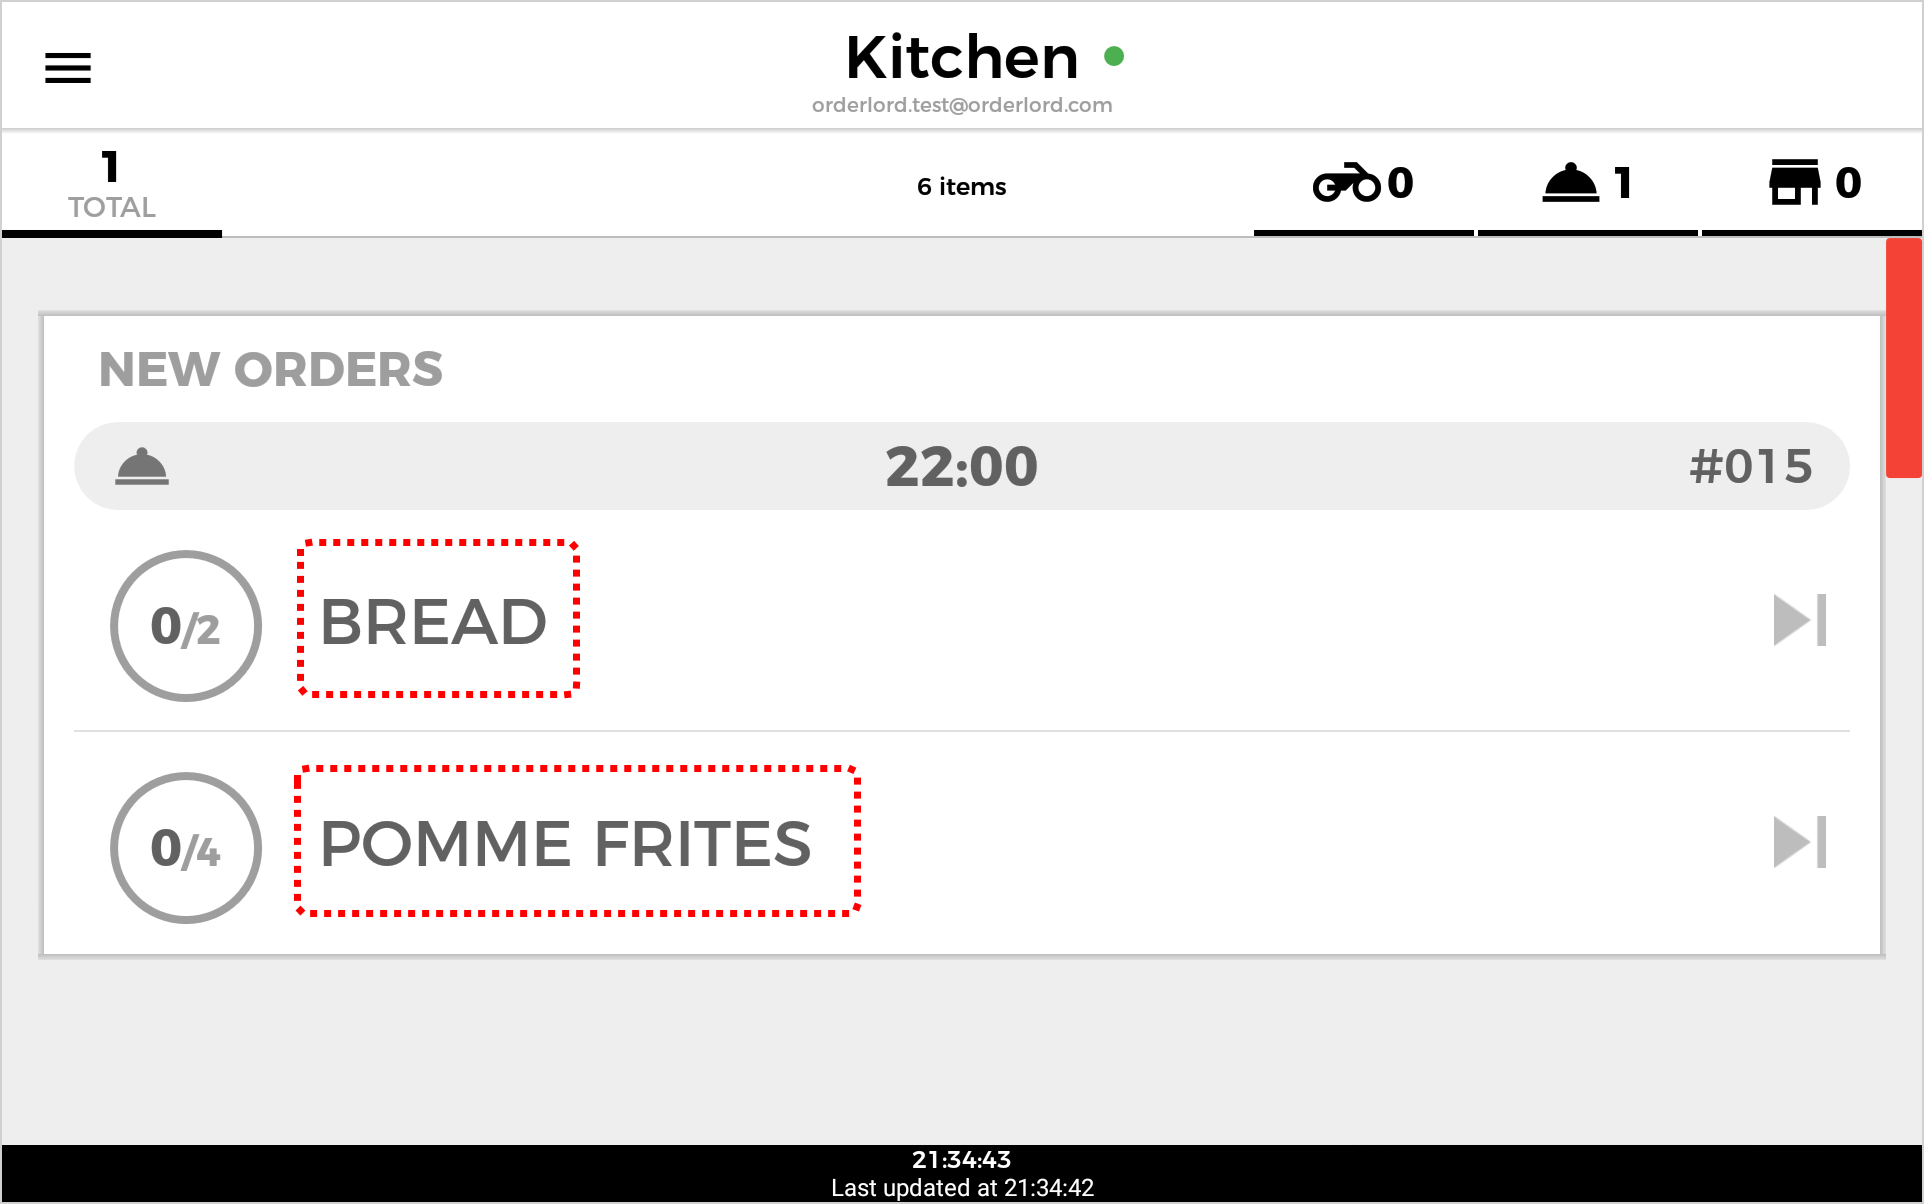 Kitchen
orderlord.test@orderlord.com
1
TOTAL
6 items
0
1
0
NEW ORDERS
22:00 #015
0/2 BREAD
0/4 POMME FRITES
21:34:43
Last updated at 21:34:42